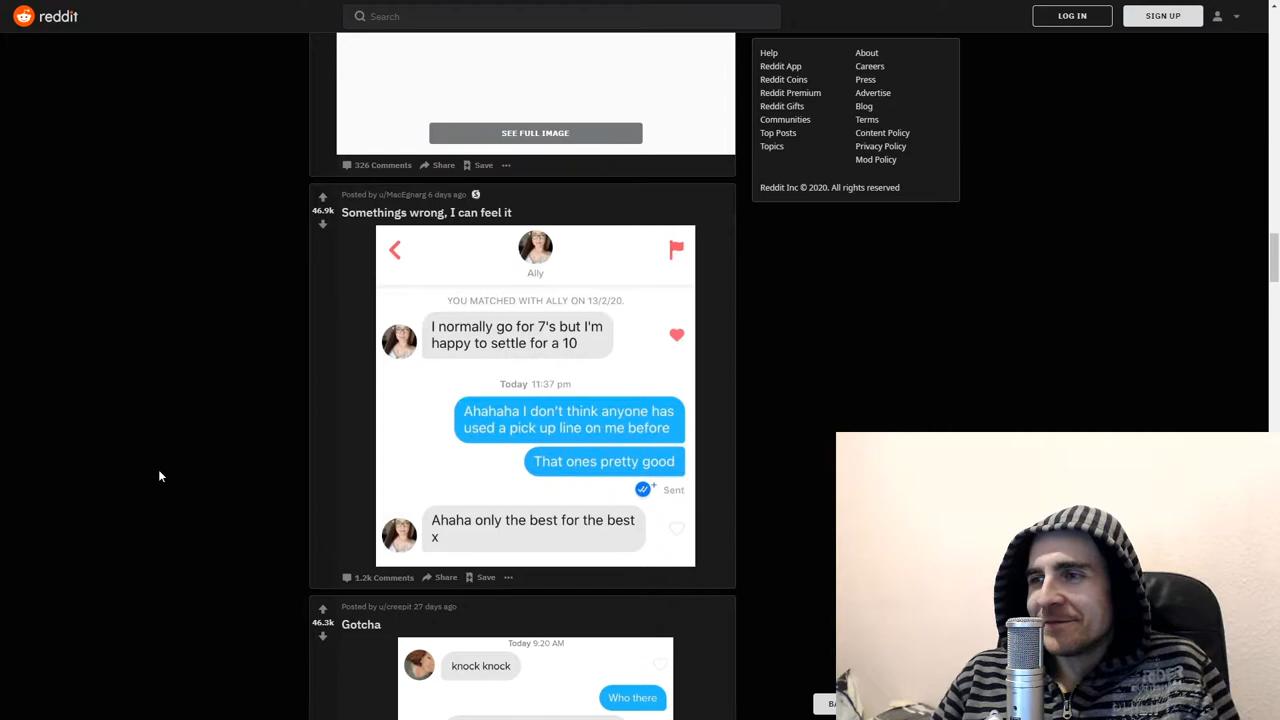 reddit
Search
LOG IN
SIGN UP
Help
About
Reddit App
Careers
Reddit Coins
Press
Reddit Premium
Advertise
Reddit Gifts
Blog
Communities
Terms
Top Posts
Content Policy
Topics
Privacy Policy
Mod Policy
Reddit Inc © 2020. All rights reserved
SEE FULL IMAGE
326 Comments
Share
Save
Posted by u/MacEgnarg 6 days ago
46.9k
Somethings wrong, I can feel it
Ally
YOU MATCHED WITH ALLY ON 13/2/20.
I normally go for 7's but I'm
happy to settle for a 10
Today 11:37 pm
Ahahaha I don't think anyone has
used a pick up line on me before
That ones pretty good
Sent
Ahaha only the best for the best
x
1.2k Comments
Share
Save
Posted by u/creepit 27 days ago
46.3k
Gotcha
Today 9:20 AM
knock knock
Who there